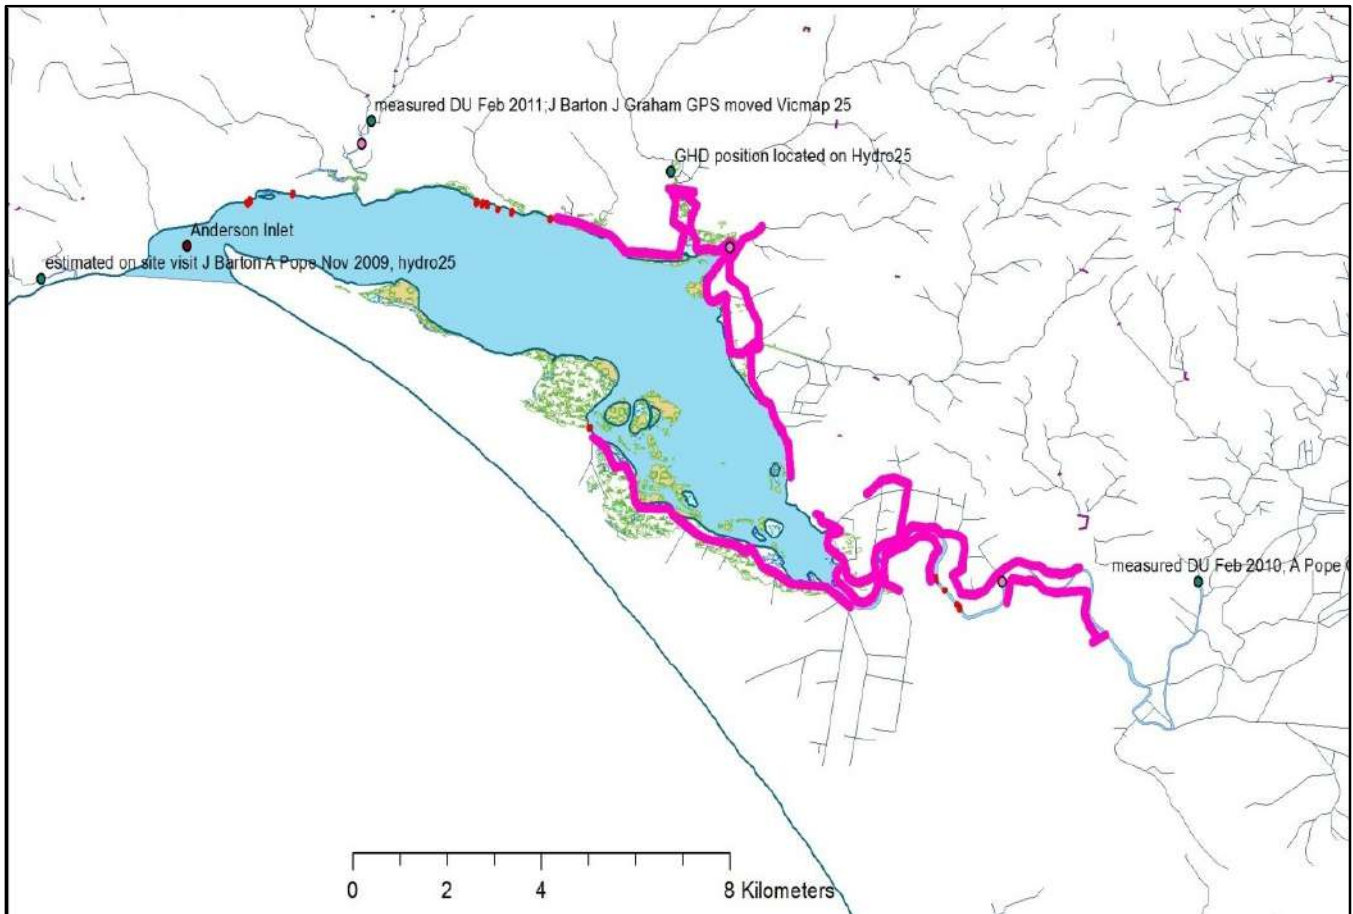 measured DU Feb 2011;J Barton J Graham GPS moved Vicmap 25
GHD position located on Hydro25
Anderson Inlet
estimated on site visit J Barton A Pope Nov 2009, hydro25
measured DU Feb 2010, A Pope
0 2 4 8 Kilometers